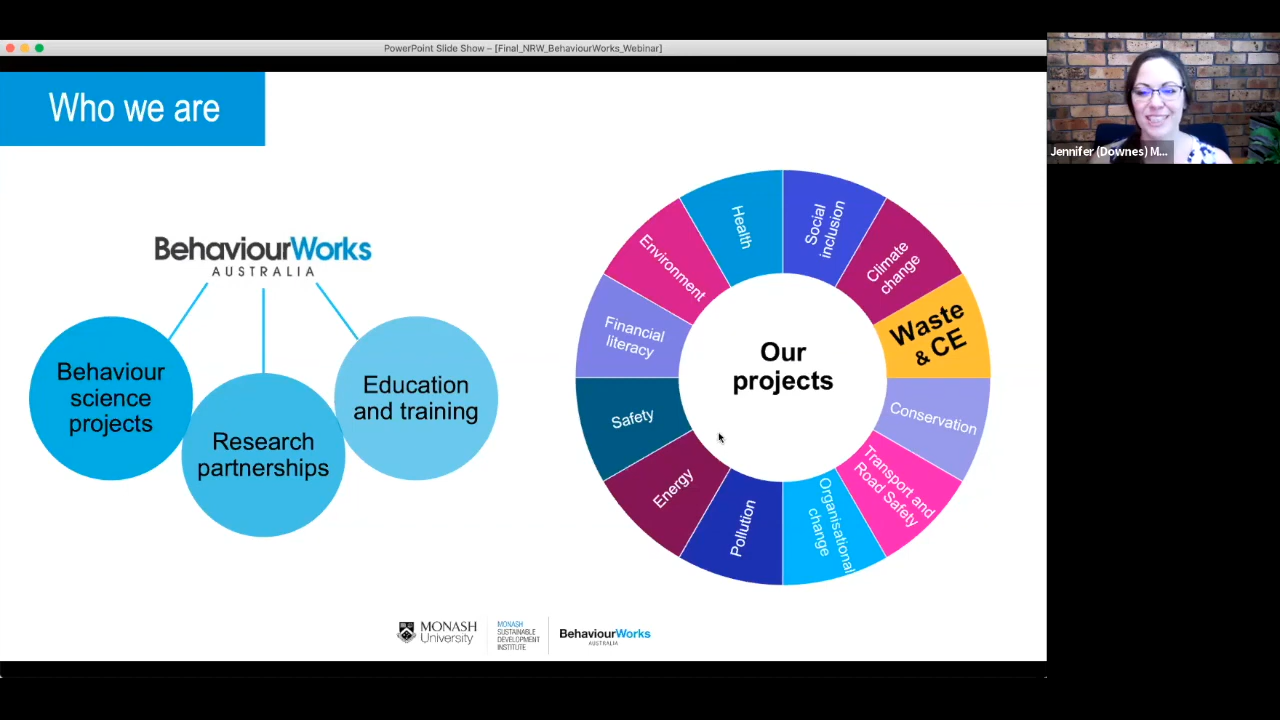 PowerPoint Slide Show – [Final_NRW_BehaviourWorks_Webinar]
Who we are
Jennifer (Downes) M...
BehaviourWorks
AUSTRALIA
Behaviour
science
projects
Research
partnerships
Education
and training
Our
projects
Health
Social
inclusion
Climate
change
Waste
& CE
Conservation
Transport and
Road Safety
Organisational
change
Pollution
Energy
Safety
Financial
literacy
Environment
MONASH
University
MONASH
SUSTAINABLE
DEVELOPMENT
INSTITUTE
BehaviourWorks
AUSTRALIA